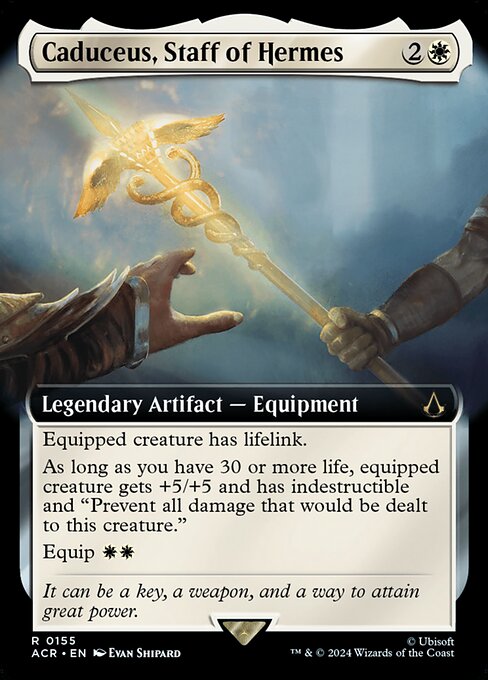 Caduceus, Staff of Hermes 2
Legendary Artifact — Equipment
Equipped creature has lifelink.
As long as you have 30 or more life, equipped
creature gets +5/+5 and has indestructible
and “Prevent all damage that would be dealt
to this creature.”
Equip
It can be a key, a weapon, and a way to attain
great power.
R 0155
ACR • EN Evan Shipard
© Ubisoft
™ & © 2024 Wizards of the Coast